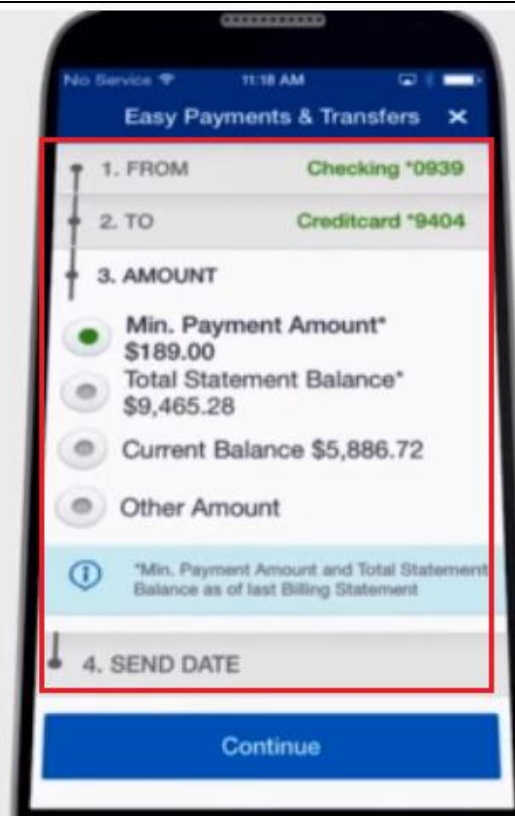 No Service 11:18 AM
Easy Payments & Transfers ×
1. FROM Checking *0939
2. TO Creditcard *9404
3. AMOUNT
Min. Payment Amount*
$189.00
Total Statement Balance*
$9,465.28
Current Balance $5,886.72
Other Amount
*Min. Payment Amount and Total Statement
Balance as of last Billing Statement
4. SEND DATE
Continue